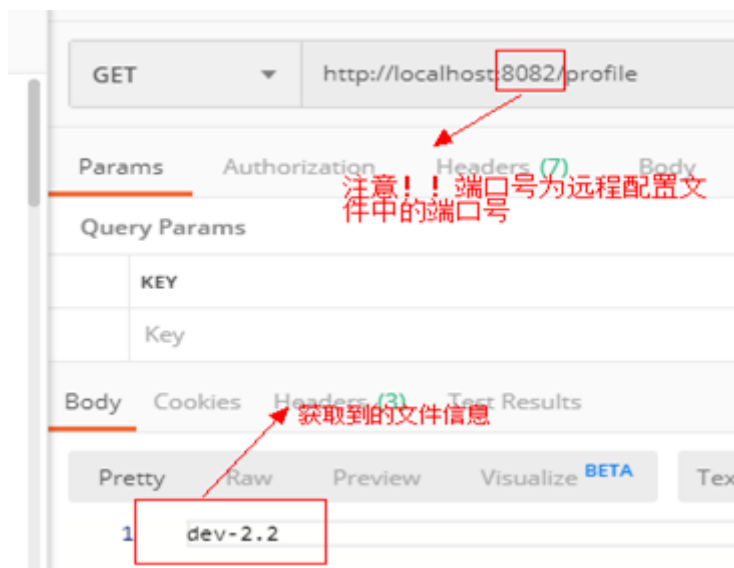 GET http://localhost:8082/profile
Params Authorization Headers (7) Body
注意！！端口号为远程配置文
件中的端口号
Query Params
KEY
Key
Body Cookies Headers (3) Test Results
获取到的文件信息
Pretty Raw Preview Visualize BETA Tex
1 dev-2.2